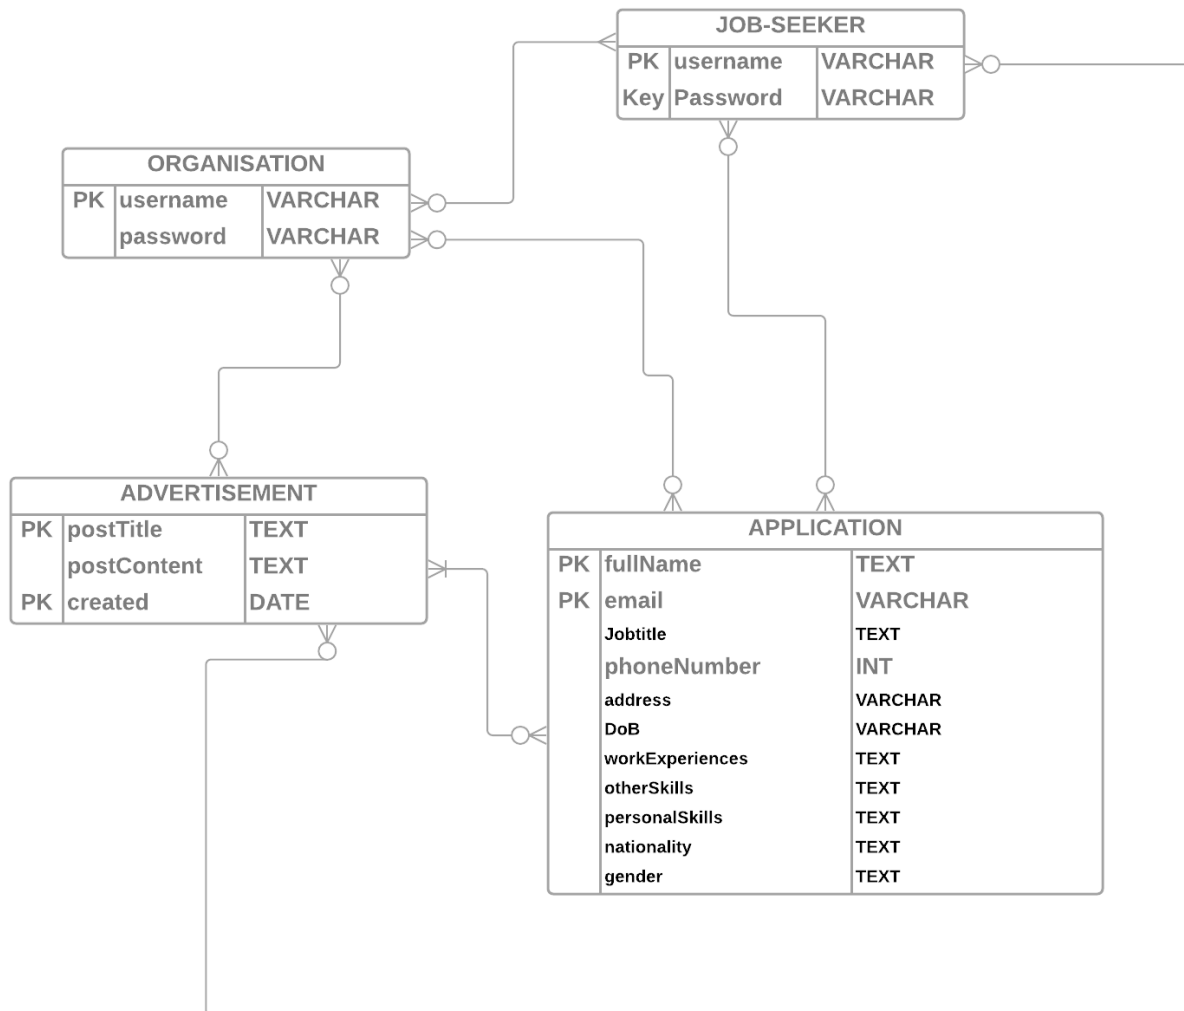 JOB-SEEKER
PK username VARCHAR
Key Password VARCHAR
ORGANISATION
PK username VARCHAR
password VARCHAR
ADVERTISEMENT
PK postTitle TEXT
postContent TEXT
PK created DATE
APPLICATION
PK fullName TEXT
PK email VARCHAR
Jobtitle TEXT
phoneNumber INT
address VARCHAR
DoB VARCHAR
workExperiences TEXT
otherSkills TEXT
personalSkills TEXT
nationality TEXT
gender TEXT